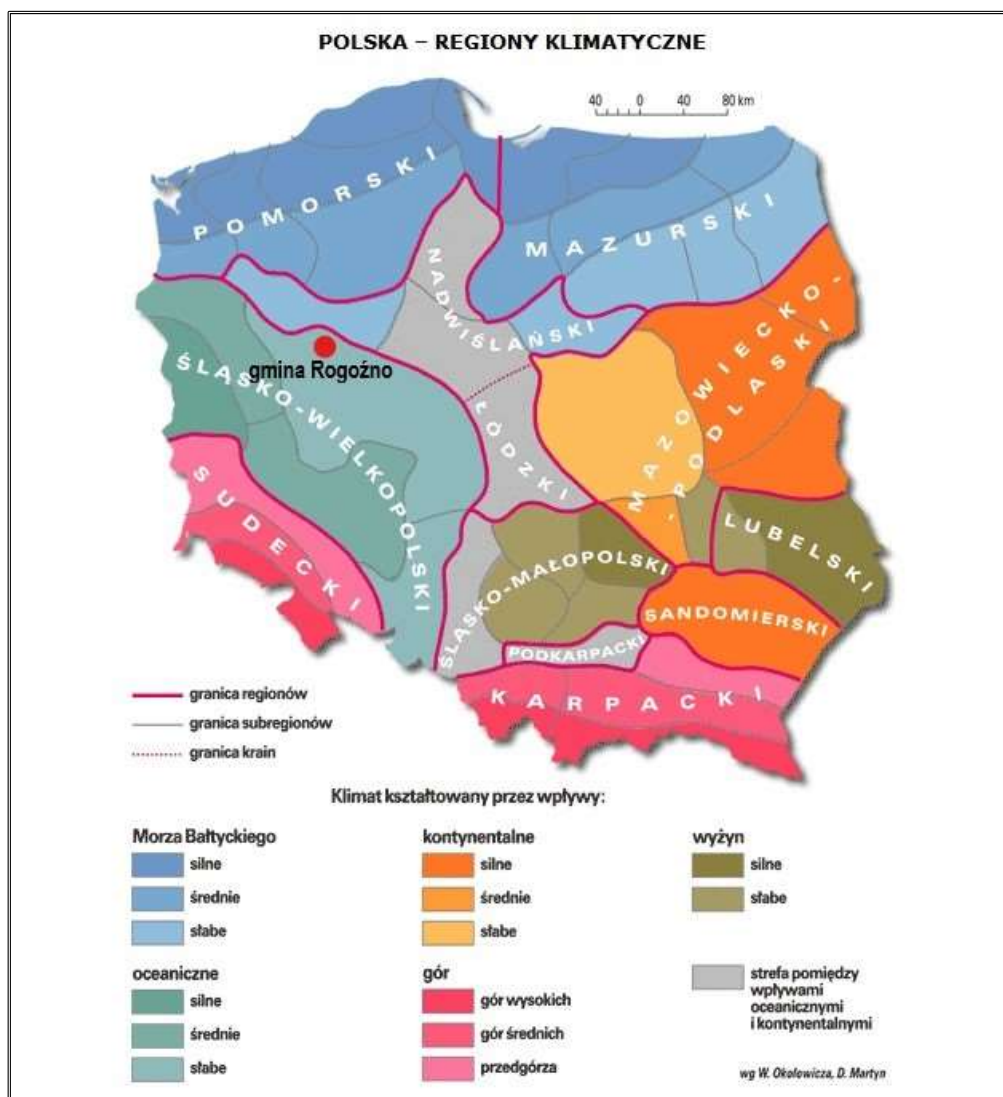 POLSKA – REGIONY KLIMATYCZNE
40 0 40 80 km
POMORSKI
MAZURSKI
NADWIŚLAŃSKI
MAZOWIECKO-
-PODLASKI
gmina Rogoźno
ŚLĄSKO-WIELKOPOLSKI
ŁÓDZKI
SUDECKI
LUBELSKI
ŚLĄSKO-MAŁOPOLSKI
SANDOMIERSKI
PODKARPACKI
KARPACKI
granica regionów
granica subregionów
granica krain
Klimat kształtowany przez wpływy:
Morza Bałtyckiego
silne
średnie
słabe
oceaniczne
silne
średnie
słabe
kontynentalne
silne
średnie
słabe
gór
gór wysokich
gór średnich
przedgórza
wyżyn
silne
słabe
strefa pomiędzy
wpływami
oceanicznymi
i kontynentalnymi
wg W. Okołowicza, D. Martyn